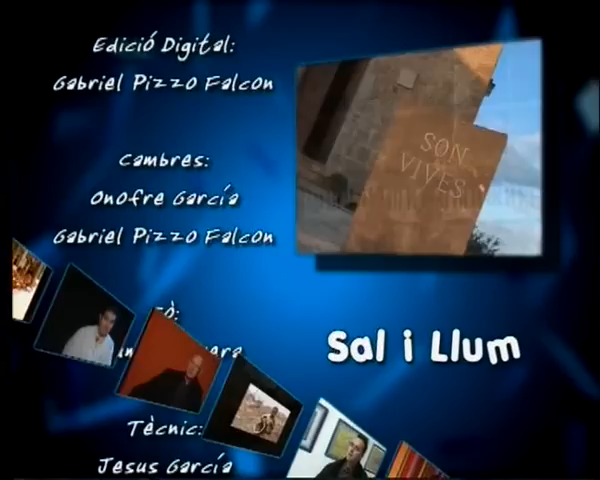 Edició Digital:
Gabriel Pizzo Falcon
Cambres:
Onofre García
Gabriel Pizzo Falcon
Tècnic:
Jesus García
SON
VIVES
Sal i Llum